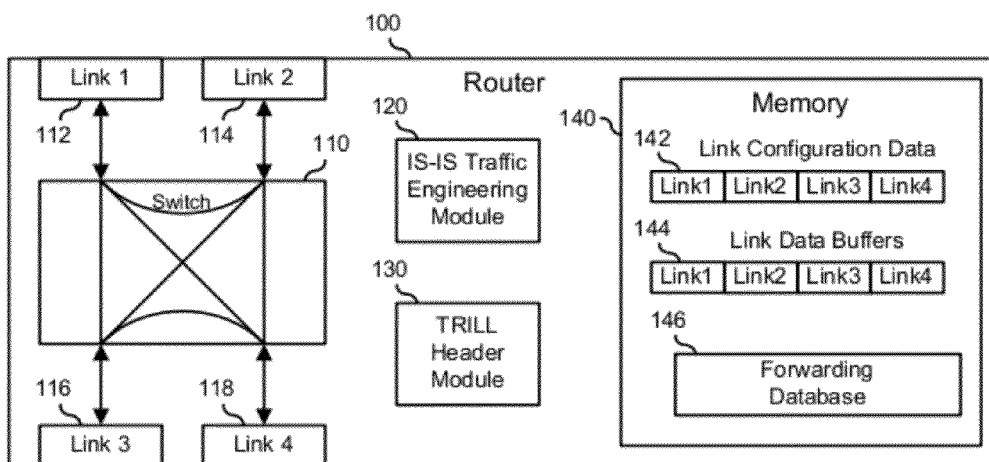 100
Link 1
Link 2
Router
112
114
110
Switch
116
118
Link 3
Link 4
120
IS-IS Traffic
Engineering
Module
130
TRILL
Header
Module
140
Memory
142
Link Configuration Data
Link1 Link2 Link3 Link4
144
Link Data Buffers
Link1 Link2 Link3 Link4
146
Forwarding
Database